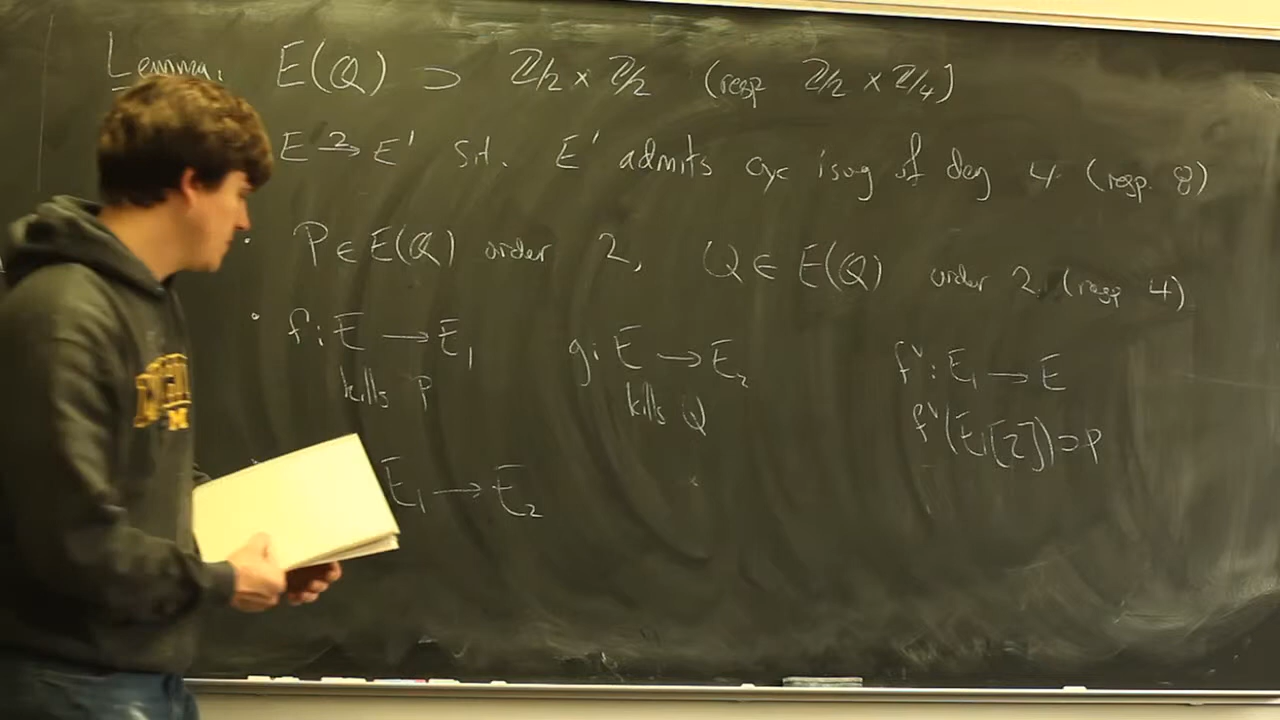 Lemma. E(Q) ⊃ Z/2 × Z/2 (resp Z/2 × Z/4)
E →2 E' s.t. E' admits cyc isog of deg 4 (resp. 8)
• P ∈ E(Q) order 2, Q ∈ E(Q) order 2 (resp 4)
• f: E → E₁ g: E → E₂ f^∨: E₁ → E
kills P kills Q f^∨(E₁[2]) ∋ P
E₁ → E₂
M